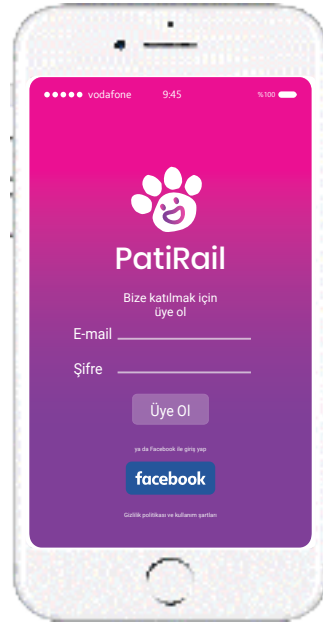 vodafone 9:45 %100
PatiRail
Bize katılmak için
üye ol
E-mail
Şifre
Üye Ol
ya da Facebook ile giriş yap
facebook
Gizlilik politikası ve kullanım şartları